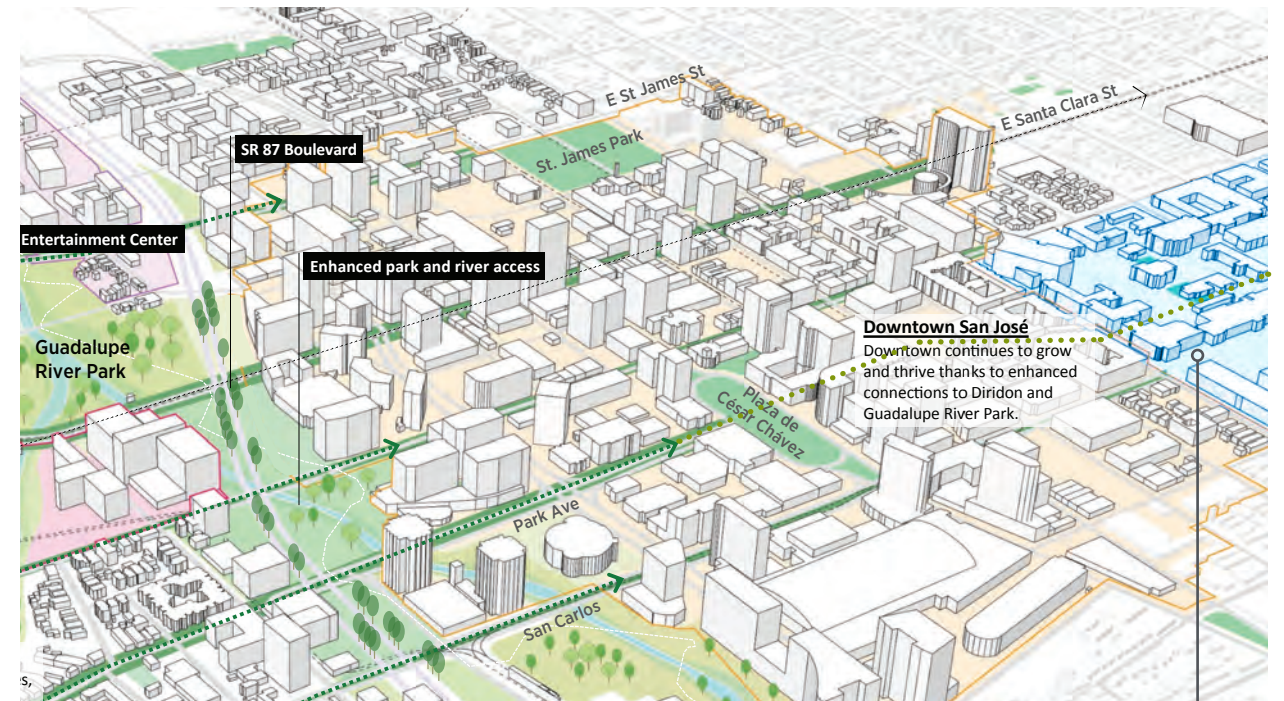 E St James St
E Santa Clara St
SR 87 Boulevard
St. James Park
Entertainment Center
Enhanced park and river access
Guadalupe
River Park
Downtown San José
Downtown continues to grow
and thrive thanks to enhanced
connections to Diridon and
Guadalupe River Park.
Plaza de
César Chávez
Park Ave
San Carlos
s,